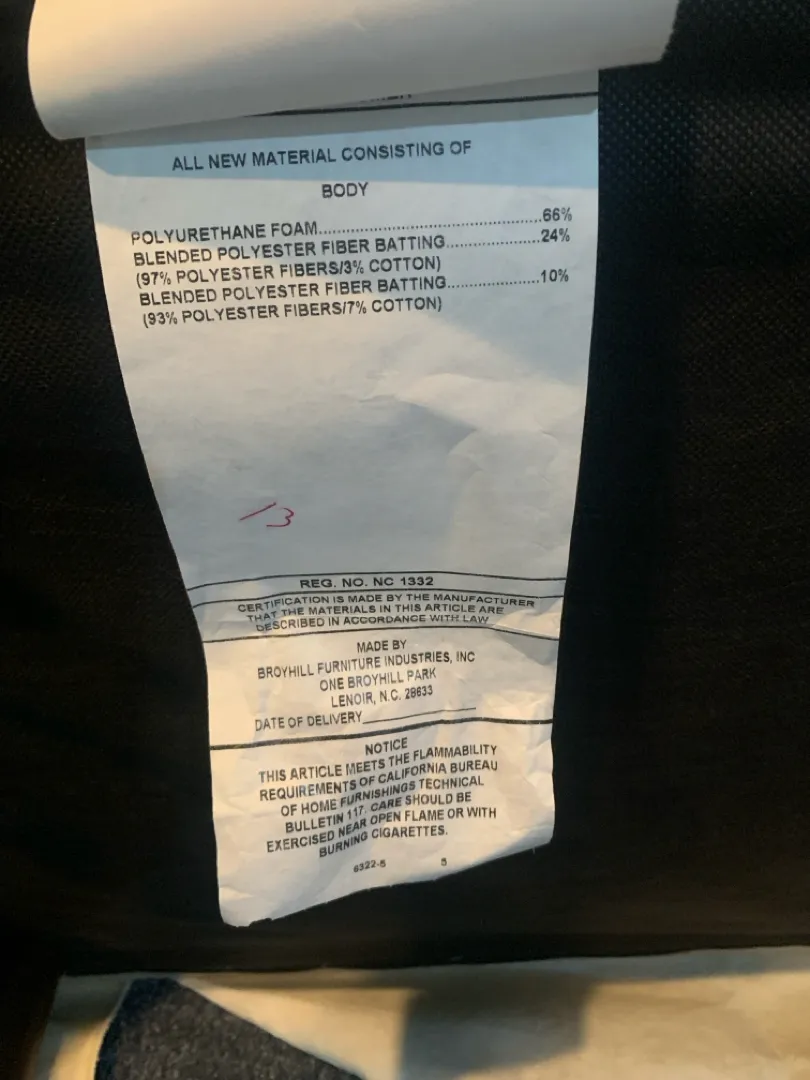 ALL NEW MATERIAL CONSISTING OF
BODY
POLYURETHANE FOAM..........................................66%
BLENDED POLYESTER FIBER BATTING..................24%
(97% POLYESTER FIBERS/3% COTTON)
BLENDED POLYESTER FIBER BATTING..................10%
(93% POLYESTER FIBERS/7% COTTON)
13
REG. NO. NC 1332
CERTIFICATION IS MADE BY THE MANUFACTURER
THAT THE MATERIALS IN THIS ARTICLE ARE
DESCRIBED IN ACCORDANCE WITH LAW
MADE BY
BROYHILL FURNITURE INDUSTRIES, INC
ONE BROYHILL PARK
LENOIR, N.C. 28633
DATE OF DELIVERY
NOTICE
THIS ARTICLE MEETS THE FLAMMABILITY
REQUIREMENTS OF CALIFORNIA BUREAU
OF HOME FURNISHINGS TECHNICAL
BULLETIN 117. CARE SHOULD BE
EXERCISED NEAR OPEN FLAME OR WITH
BURNING CIGARETTES.
6322-5 5